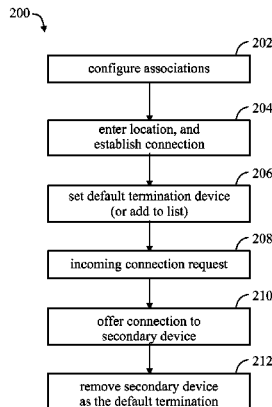 200
202
configure associations
204
enter location, and
establish connection
206
set default termination device
(or add to list)
208
incoming connection request
210
offer connection to
secondary device
212
remove secondary device
as the default termination